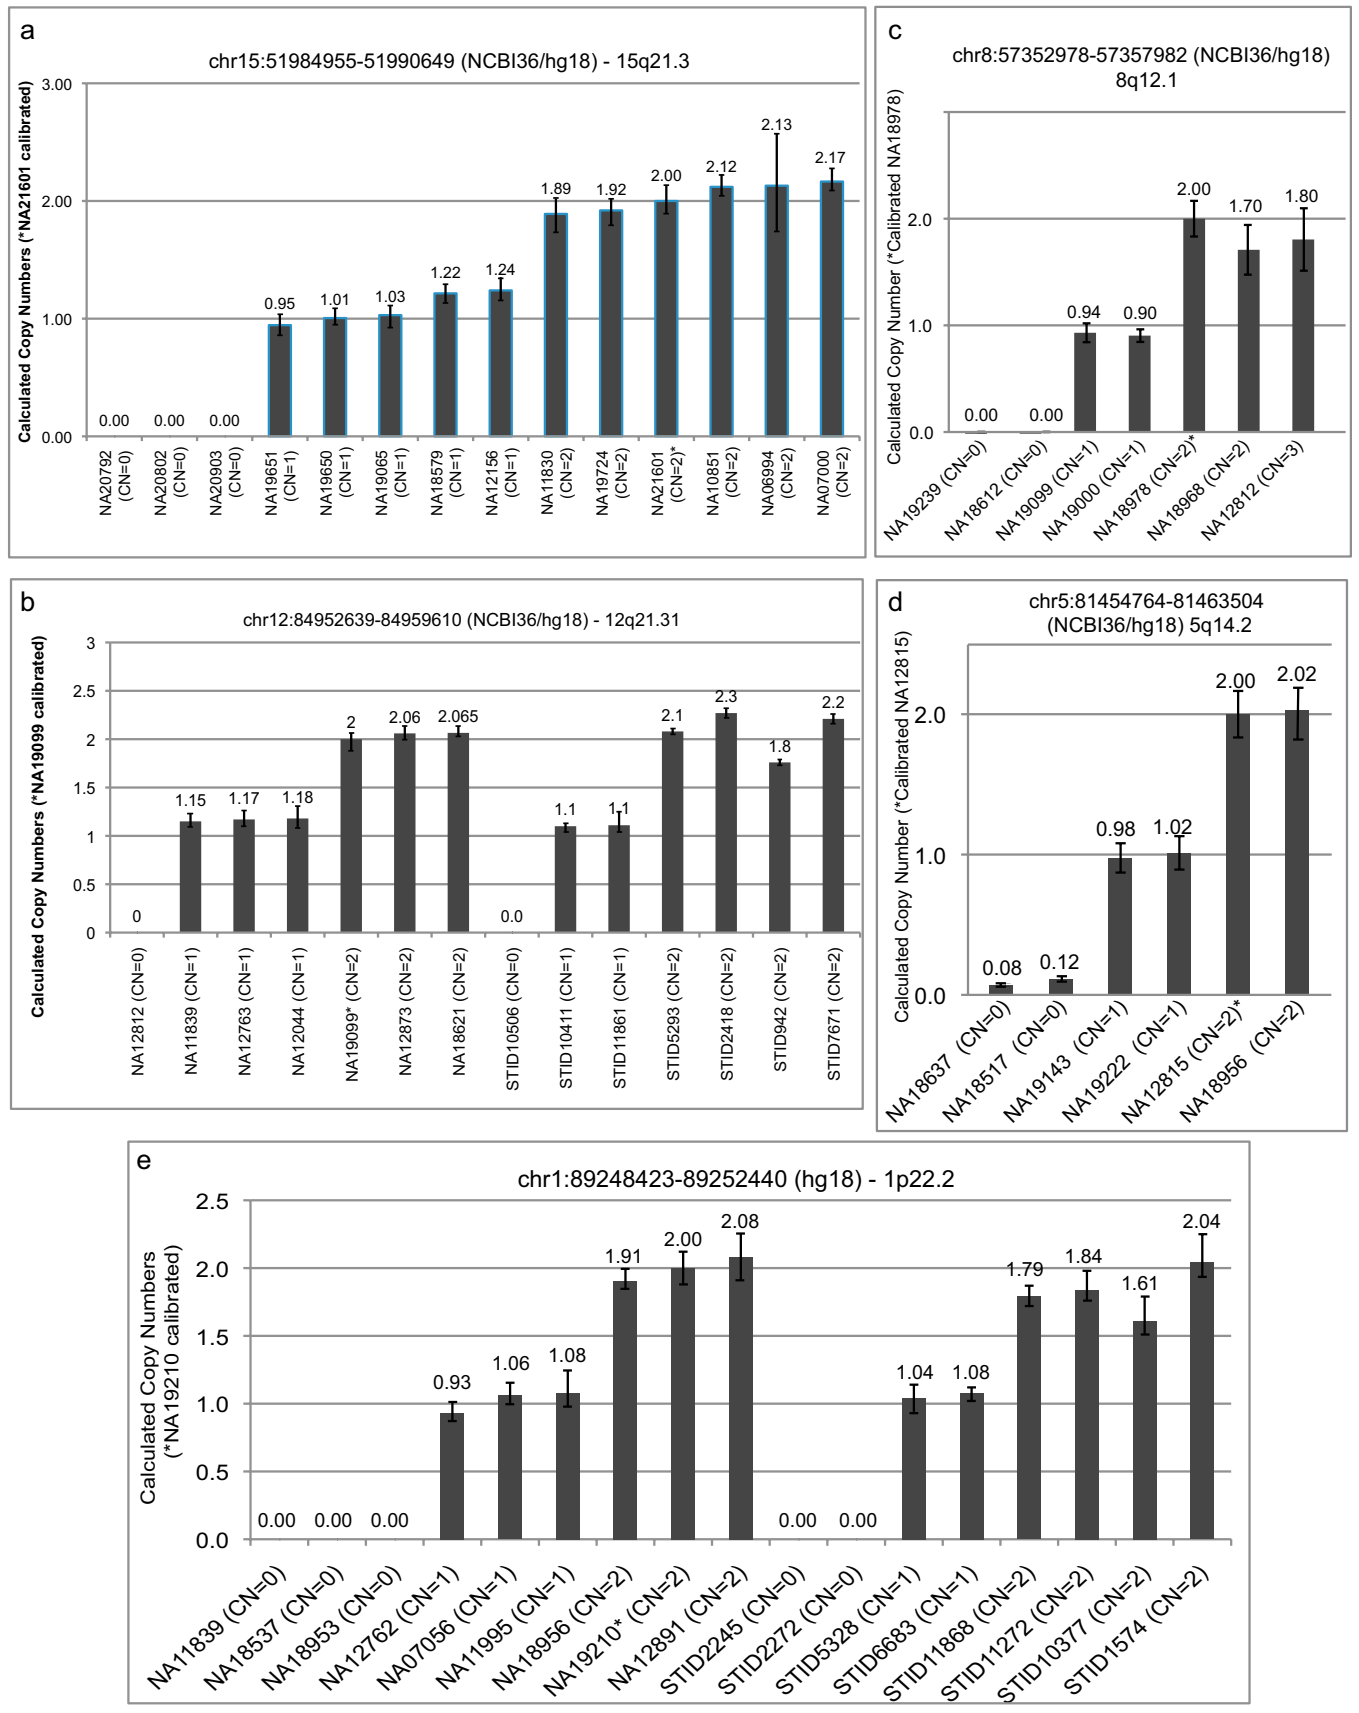 a
chr15:51984955-51990649 (NCBI36/hg18) - 15q21.3
Calculated Copy Numbers (*NA21601 calibrated)
3.00
2.00
1.00
0.00
0.00
0.00
0.00
0.95
1.01
1.03
1.22
1.24
1.89
1.92
2.00
2.12
2.13
2.17
NA20792
(CN=0)
NA20802
(CN=0)
NA20903
(CN=0)
NA19651
(CN=1)
NA19650
(CN=1)
NA19065
(CN=1)
NA18579
(CN=1)
NA12156
(CN=1)
NA11830
(CN=2)
NA19724
(CN=2)
NA21601
(CN=2)*
NA10851
(CN=2)
NA06994
(CN=2)
NA07000
(CN=2)
c
chr8:57352978-57357982 (NCBI36/hg18)
8q12.1
Calculated Copy Number (*Calibrated NA18978)
2.0
1.0
0.0
0.00
0.00
0.94
0.90
2.00
1.70
1.80
NA19239 (CN=0)
NA18612 (CN=0)
NA19099 (CN=1)
NA19000 (CN=1)
NA18978 (CN=2)*
NA18968 (CN=2)
NA12812 (CN=3)
b
chr12:84952639-84959610 (NCBI36/hg18) - 12q21.31
Calculated Copy Numbers (*NA19099 calibrated)
3
2.5
2
1.5
1
0.5
0
0
1.15
1.17
1.18
2
2.06
2.065
0.0
1.1
1.1
2.1
2.3
1.8
2.2
NA12812 (CN=0)
NA11839 (CN=1)
NA12763 (CN=1)
NA12044 (CN=1)
NA19099* (CN=2)
NA12873 (CN=2)
NA18621 (CN=2)
STID10506 (CN=0)
STID10411 (CN=1)
STID11861 (CN=1)
STID5293 (CN=2)
STID2418 (CN=2)
STID942 (CN=2)
STID7671 (CN=2)
d
chr5:81454764-81463504
(NCBI36/hg18) 5q14.2
Calculated Copy Number (*Calibrated NA12815)
2.0
1.0
0.0
0.08
0.12
0.98
1.02
2.00
2.02
NA18637 (CN=0)
NA18517 (CN=0)
NA19143 (CN=1)
NA19222 (CN=1)
NA12815 (CN=2)*
NA18956 (CN=2)
e
chr1:89248423-89252440 (hg18) - 1p22.2
Calculated Copy Numbers
(*NA19210 calibrated)
2.5
2.0
1.5
1.0
0.5
0.0
0.00
0.00
0.00
0.93
1.06
1.08
1.91
2.00
2.08
0.00
0.00
1.04
1.08
1.79
1.84
1.61
2.04
NA11839 (CN=0)
NA18537 (CN=0)
NA18953 (CN=0)
NA12762 (CN=1)
NA07056 (CN=1)
NA11995 (CN=1)
NA18956 (CN=2)
NA19210* (CN=2)
NA12891 (CN=2)
STID2245 (CN=0)
STID2272 (CN=0)
STID5328 (CN=1)
STID6683 (CN=1)
STID11868 (CN=2)
STID11272 (CN=2)
STID10377 (CN=2)
STID1574 (CN=2)